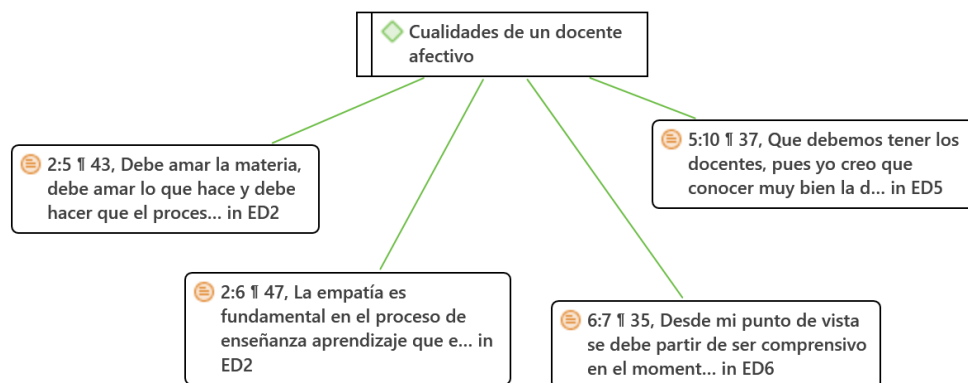 Cualidades de un docente
afectivo
2:5 ¶ 43, Debe amar la materia,
debe amar lo que hace y debe
hacer que el proces... in ED2
5:10 ¶ 37, Que debemos tener los
docentes, pues yo creo que
conocer muy bien la d... in ED5
2:6 ¶ 47, La empatía es
fundamental en el proceso de
enseñanza aprendizaje que e... in
ED2
6:7 ¶ 35, Desde mi punto de vista
se debe partir de ser comprensivo
en el moment... in ED6